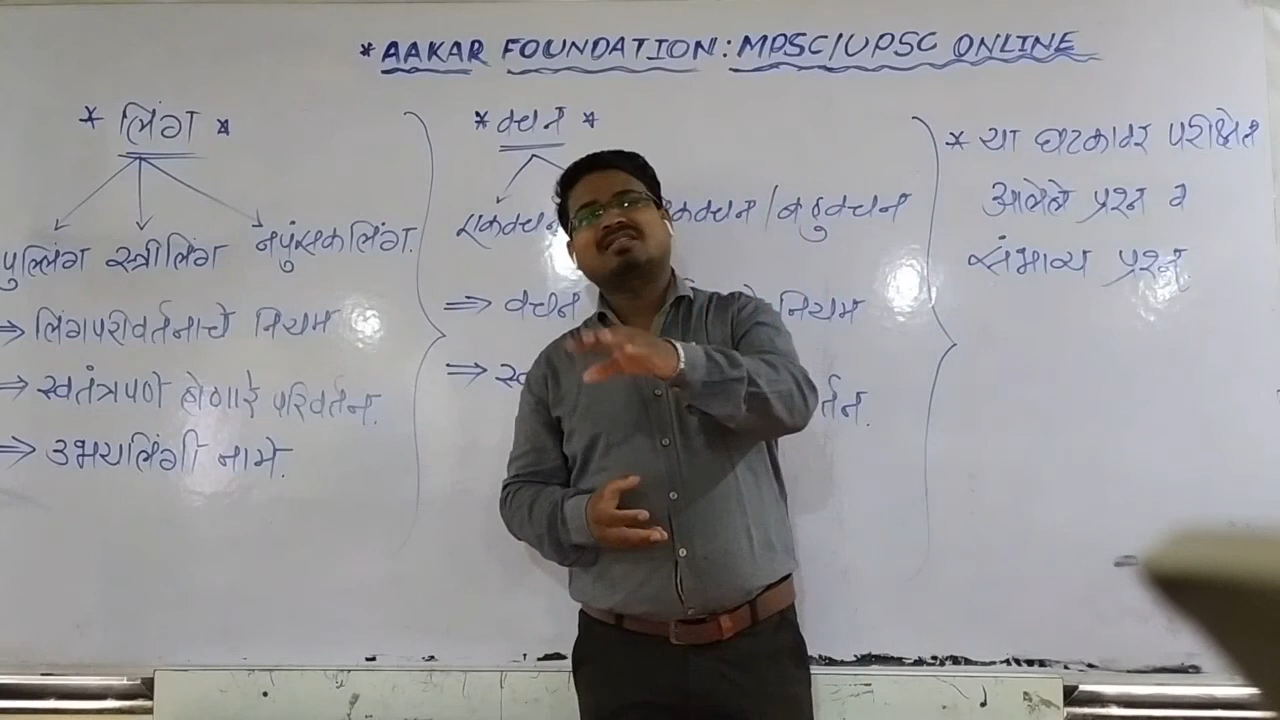 * AAKAR FOUNDATION: MPSC/UPSC ONLINE
* लिंग *
पुल्लिंग स्त्रीलिंग नपुंसकलिंग.
⇒ लिंगपरीवर्तनाचे नियम
⇒ स्वतंत्रपणे होणारे परिवर्तन.
⇒ उभयलिंगी नामे.
* वचन *
एकवचन / बहुवचन
⇒ वचन नियम
⇒
* या घटकावर परीक्षेत
आलेले प्रश्न व
संभाव्य प्रश्न.